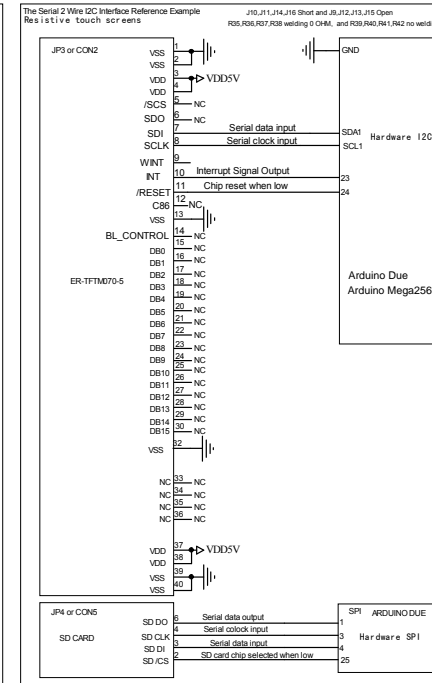 The Serial 2 Wire I2C Interface Reference Example
Resistive touch screens
J10,J11,J14,J16 Short and J9,J12,J13,J15 Open
R35,R36,R37,R38 welding 0 OHM, and R39,R40,R41,R42 no weldi
JP3 or CON2
VSS 1
VSS 2
VDD 3 VDD5V
VDD 4
/SCS 5 NC
SDO 6 NC
SDI 7 Serial data input SDA1
SCLK 8 Serial clock input SCL1
Hardware I2C
GND
WINT 9
INT 10 Interrupt Signal Output 23
/RESET 11 Chip reset when low 24
C86 12 NC
VSS 13
BL_CONTROL 14 NC
DB0 15 NC
DB1 16 NC
DB2 17 NC
DB3 18 NC
DB4 19 NC
DB5 20 NC
DB6 21 NC
DB7 22 NC
DB8 23 NC
DB9 24 NC
DB10 25 NC
DB11 26 NC
DB12 27 NC
DB13 28 NC
DB14 29 NC
DB15 30 NC
VSS 32
ER-TFTM070-5
Arduino Due
Arduino Mega256
NC 33 NC
NC 34 NC
NC 35 NC
NC 36 NC
VDD 37 VDD5V
VDD 38
VSS 39
VSS 40
JP4 or CON5
SD CARD
SD DO 6 Serial data output 1
SD CLK 4 Serial colock input 3
SD DI 3 Serial data input 4
SD /CS 2 SD card chip selected when low 25
SPI ARDUINO DUE
Hardware SPI